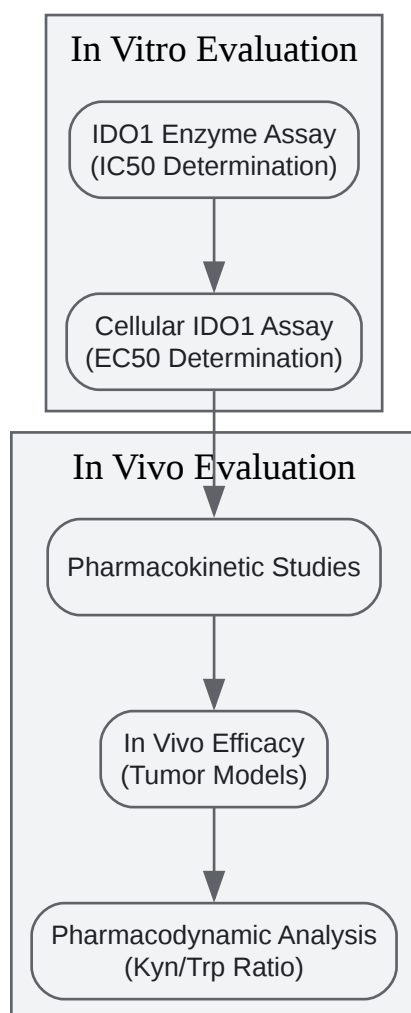 In Vitro Evaluation
IDO1 Enzyme Assay
(IC50 Determination)
Cellular IDO1 Assay
(EC50 Determination)
In Vivo Evaluation
Pharmacokinetic Studies
In Vivo Efficacy
(Tumor Models)
Pharmacodynamic Analysis
(Kyn/Trp Ratio)